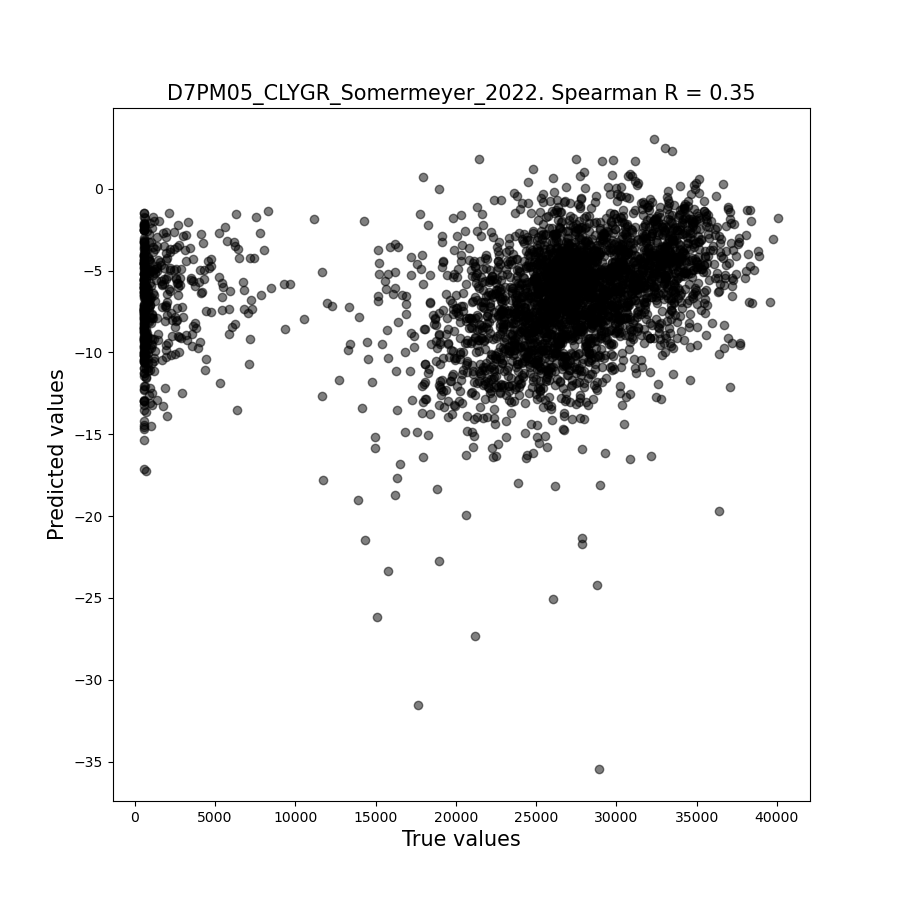 D7PM05_CLYGR_Somermeyer_2022. Spearman R = 0.35
0
−5
−10
−15
−20
−25
−30
−35
Predicted values
0 5000 10000 15000 20000 25000 30000 35000 40000
True values